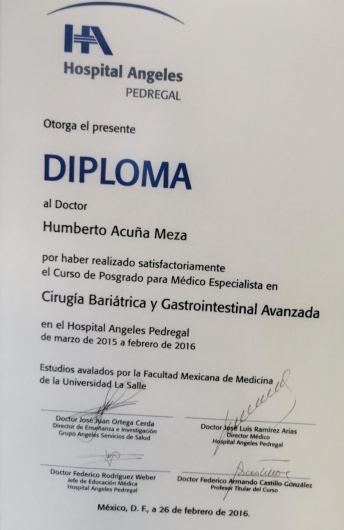 HA
Hospital Angeles
PEDREGAL
Otorga el presente
DIPLOMA
al Doctor
Humberto Acuña Meza
por haber realizado satisfactoriamente
el Curso de Posgrado para Médico Especialista en
Cirugía Bariátrica y Gastrointestinal Avanzada
en el Hospital Angeles Pedregal
de marzo de 2015 a febrero de 2016
Estudios avalados por la Facultad Mexicana de Medicina
de la Universidad La Salle
Doctor José Juan Ortega Cerda
Director de Enseñanza e Investigación
Grupo Angeles Servicios de Salud
Doctor José Luis Ramírez Arias
Director Médico
Hospital Angeles Pedregal
Doctor Federico Rodríguez Weber
Jefe de Educación Médica
Hospital Angeles Pedregal
Doctor Federico Armando Castillo González
Profesor Titular del Curso
México, D. F., a 26 de febrero de 2016.